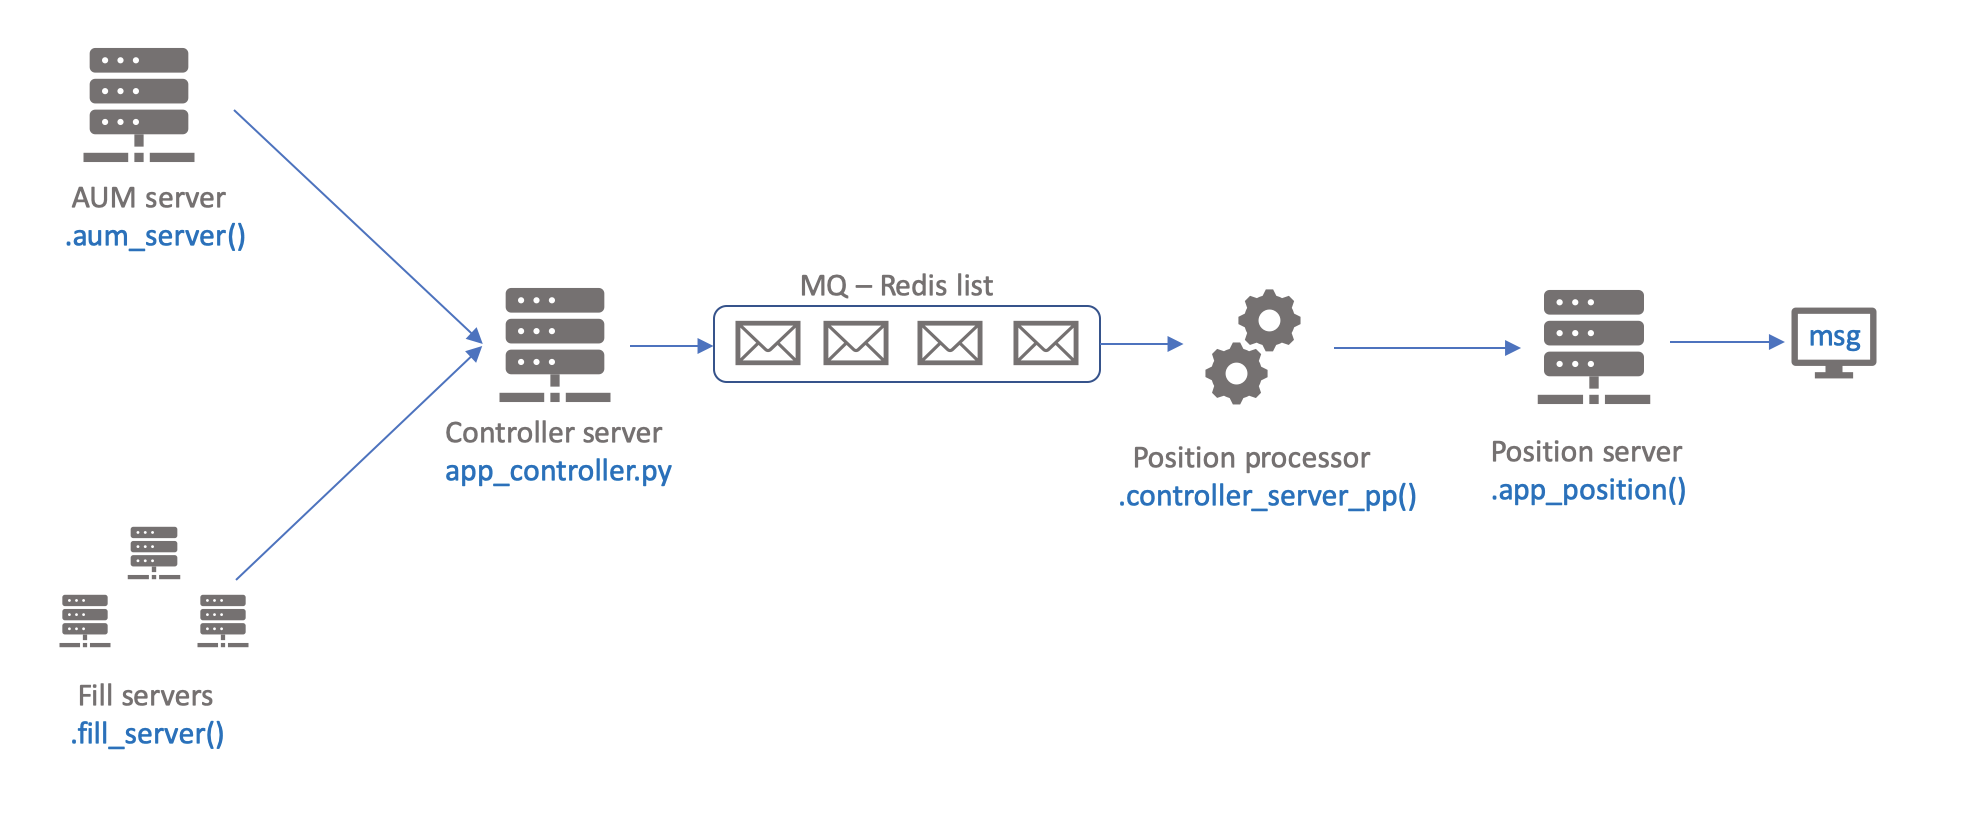 AUM server
.aum_server()
MQ – Redis list
msg
Controller server
app_controller.py
Position processor
.controller_server_pp()
Position server
.app_position()
Fill servers
.fill_server()